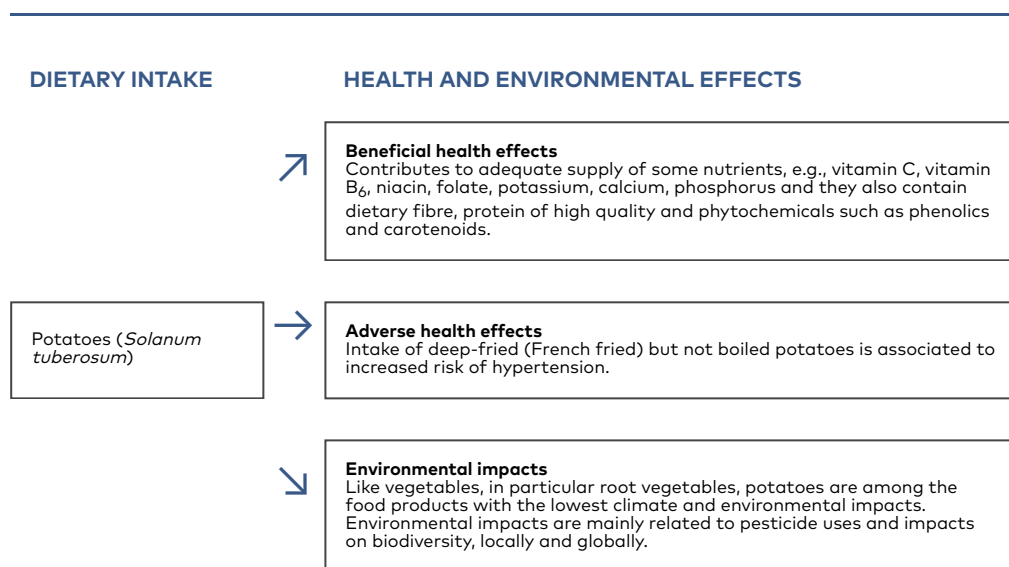 DIETARY INTAKE
HEALTH AND ENVIRONMENTAL EFFECTS
Beneficial health effects
Contributes to adequate supply of some nutrients, e.g., vitamin C, vitamin
B₆, niacin, folate, potassium, calcium, phosphorus and they also contain
dietary fibre, protein of high quality and phytochemicals such as phenolics
and carotenoids.
Potatoes (Solanum
tuberosum)
Adverse health effects
Intake of deep-fried (French fried) but not boiled potatoes is associated to
increased risk of hypertension.
Environmental impacts
Like vegetables, in particular root vegetables, potatoes are among the
food products with the lowest climate and environmental impacts.
Environmental impacts are mainly related to pesticide uses and impacts
on biodiversity, locally and globally.